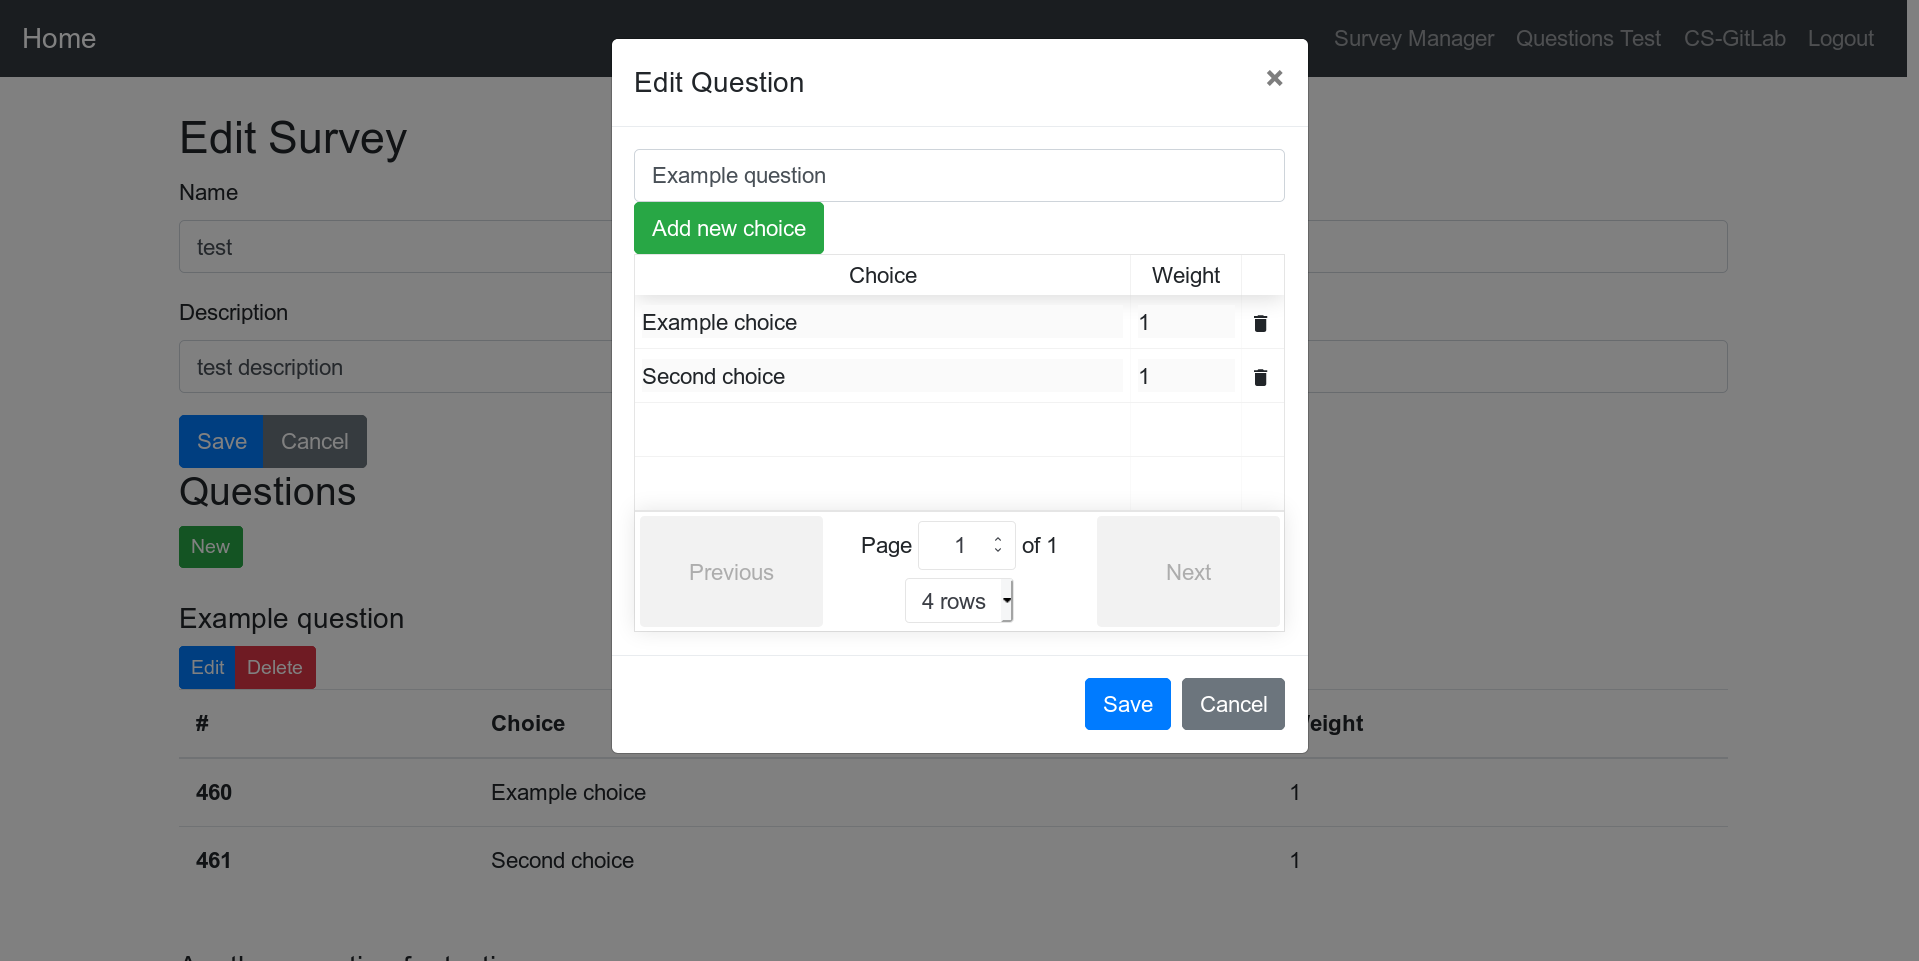 Home
Survey Manager Questions Test CS-GitLab Logout
Edit Survey
Name
test
Description
test description
Save Cancel
Questions
New
Example question
Edit Delete
# Choice
460 Example choice 1
461 Second choice 1
Edit Question ×
Example question
Add new choice
Choice Weight
Example choice 1
Second choice 1
Previous
Page 1 of 1
4 rows
Next
Save Cancel